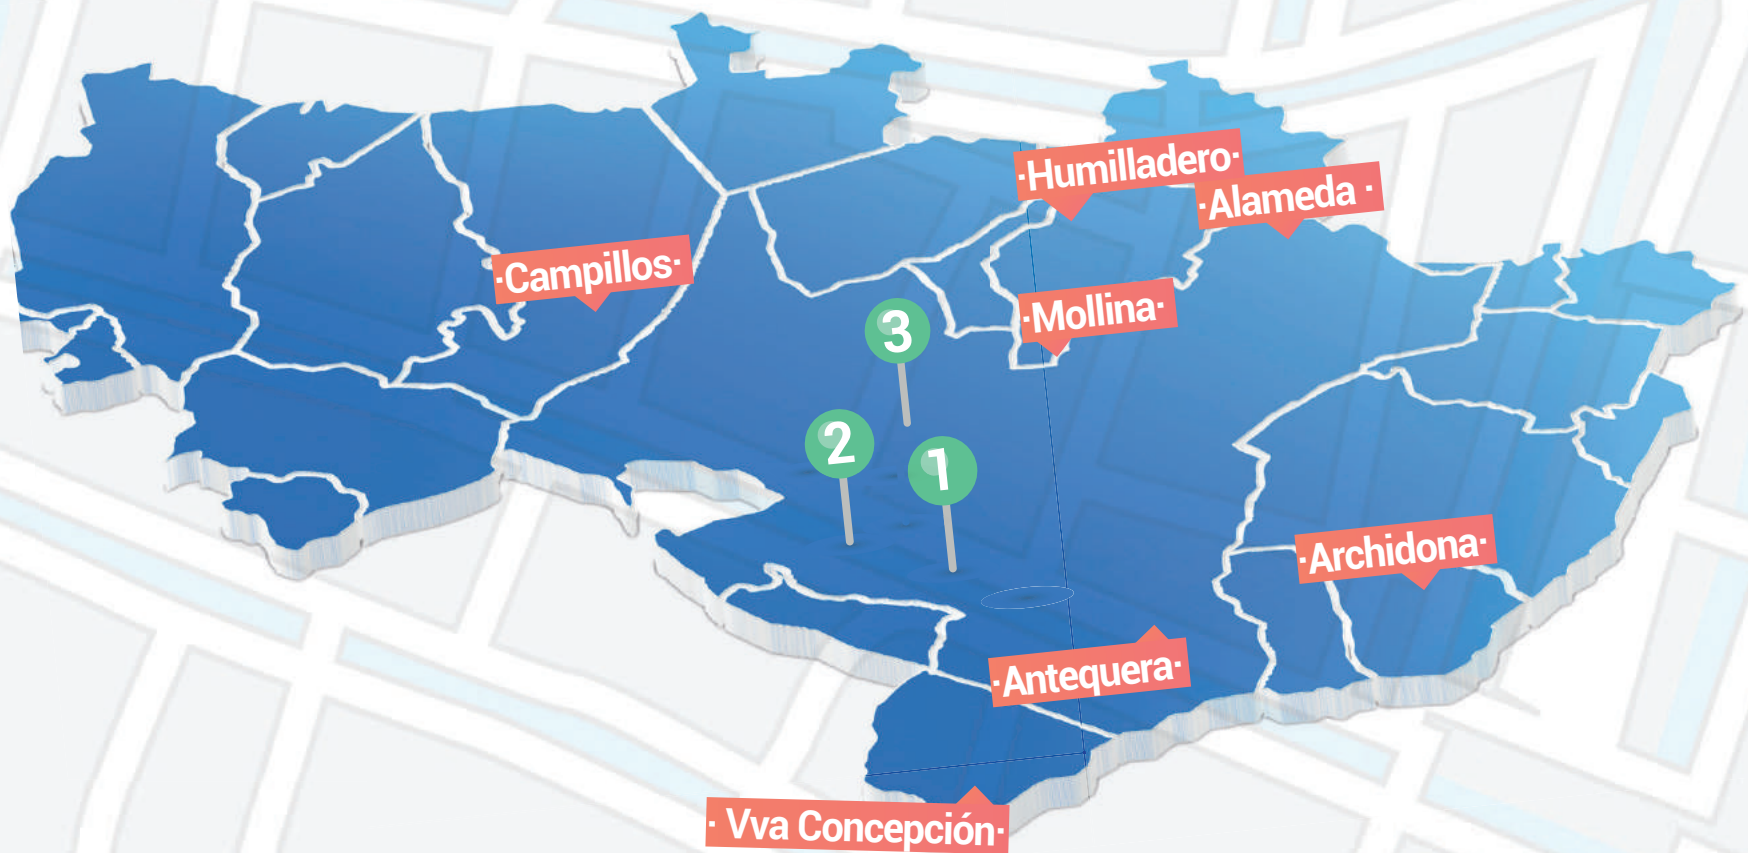 ·Humilladero·
·Alameda ·
·Campillos·
·Mollina·
3
2
1
·Archidona·
·Antequera·
· Vva Concepción·